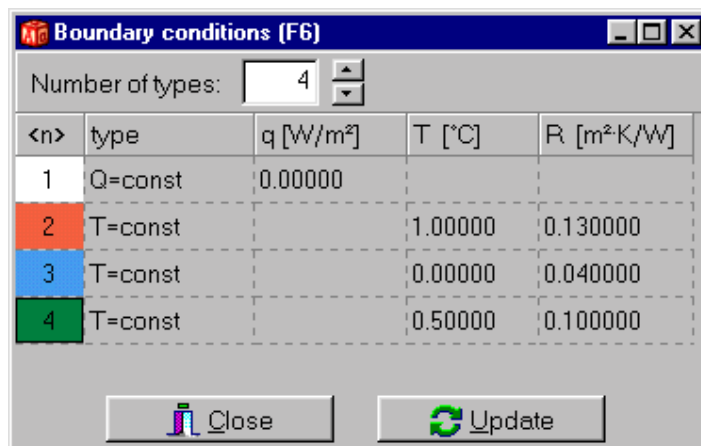 Boundary conditions (F6)
Number of types: 4
<n> type q [W/m²] T [°C] R [m²·K/W]
1 Q=const 0.00000
2 T=const 1.00000 0.130000
3 T=const 0.00000 0.040000
4 T=const 0.50000 0.100000
Close Update